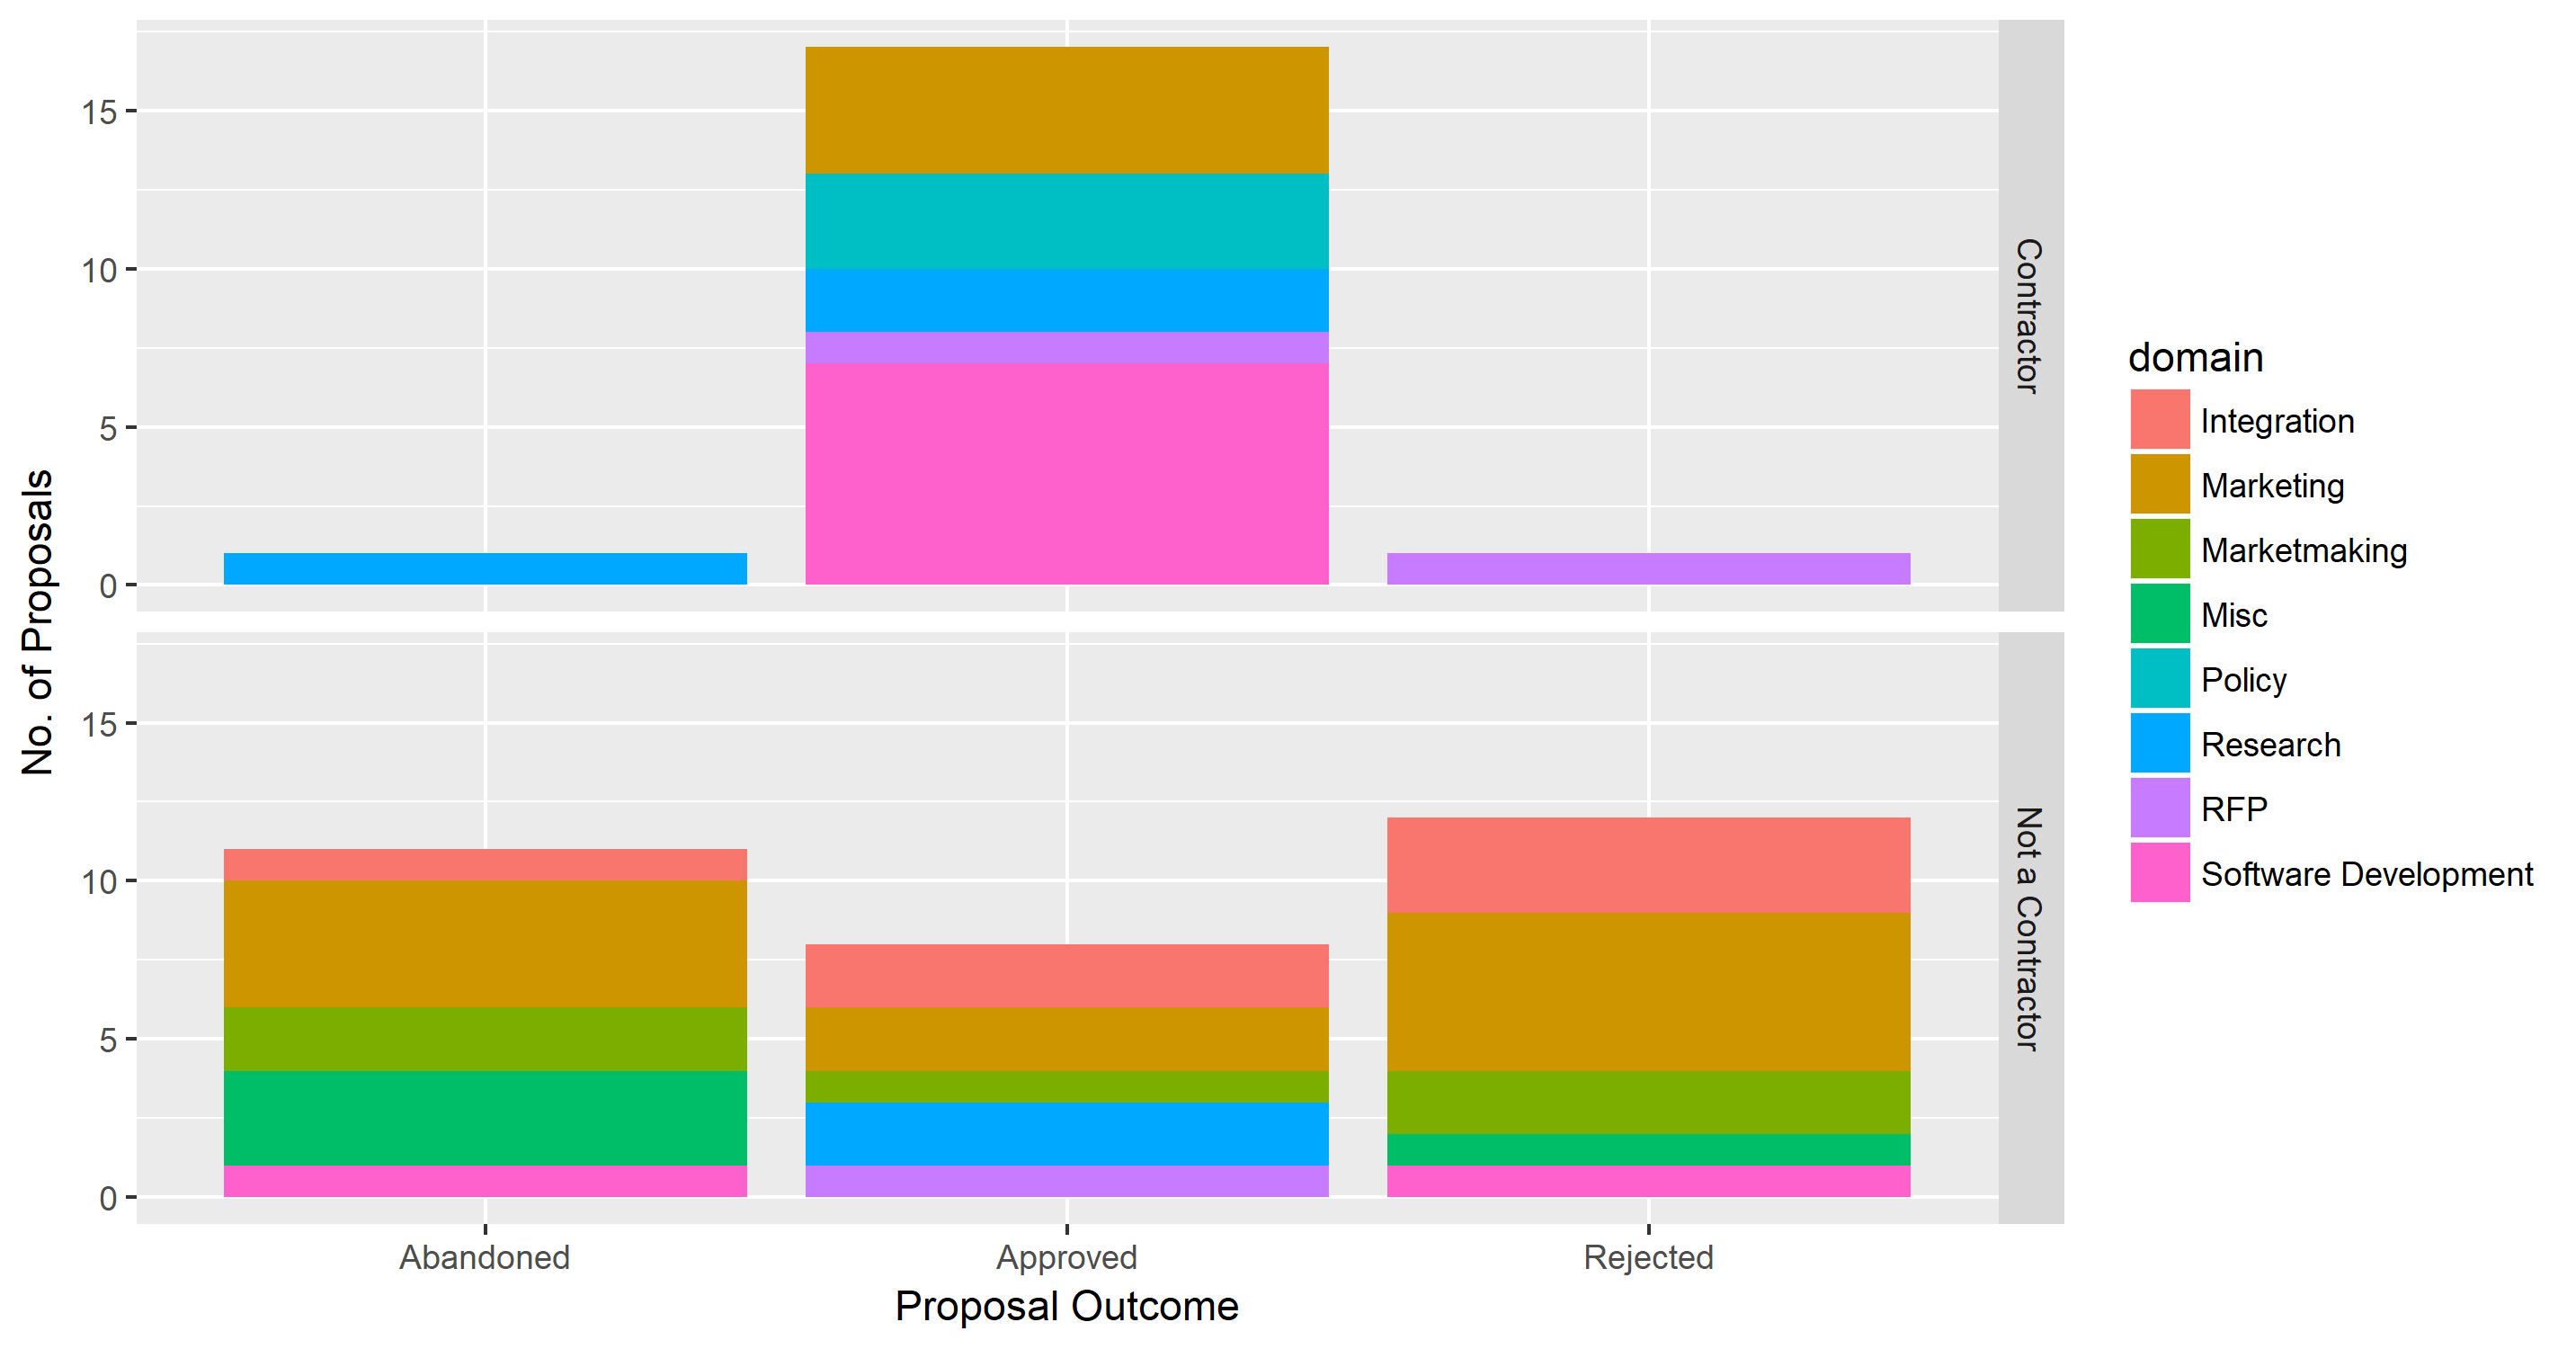 No. of Proposals
15
10
5
0
Contractor
15
10
5
0
Not a Contractor
Abandoned
Approved
Rejected
Proposal Outcome
domain
Integration
Marketing
Marketmaking
Misc
Policy
Research
RFP
Software Development